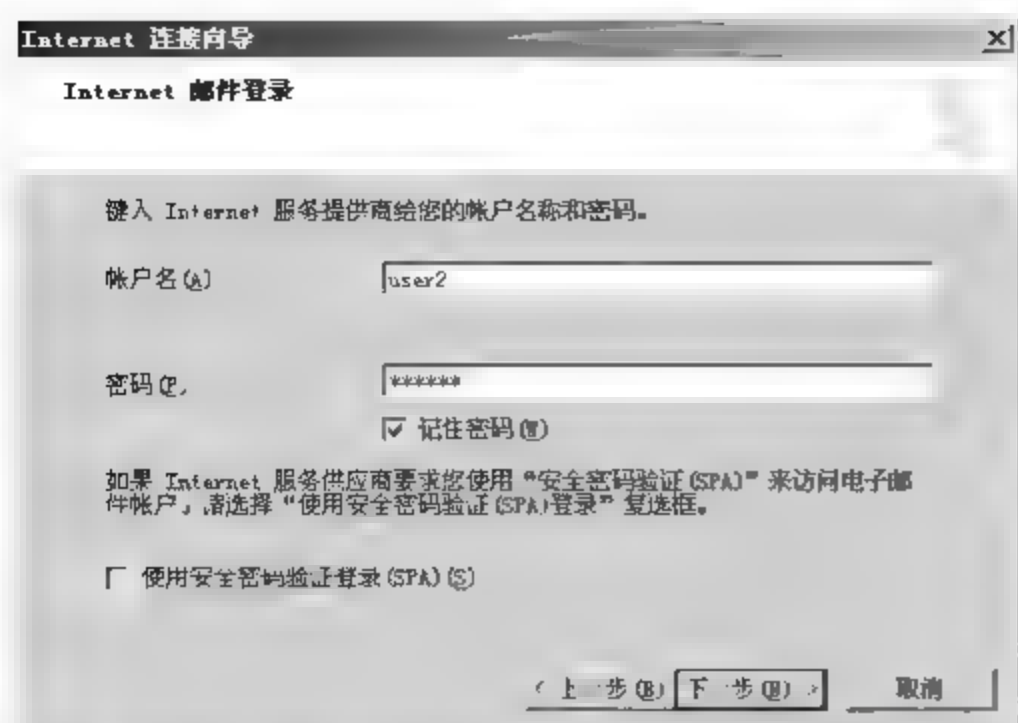 Internet 连接向导
Internet 邮件登录
键入 Internet 服务提供商给您的帐户名称和密码。
帐户名(A)
user2
密码(P)
******
记住密码(W)
如果 Internet 服务供应商要求您使用“安全密码验证(SPA)”来访问电子邮
件帐户，请选择“使用安全密码验证(SPA)登录”复选框。
使用安全密码验证登录(SPA)(S)
< 上一步(B) 下一步(N) > 取消